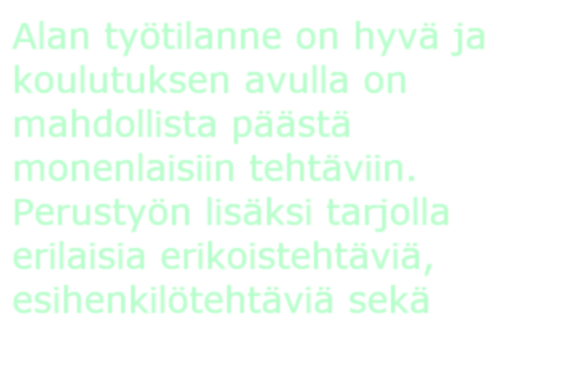 Alan työtilanne on hyvä ja
koulutuksen avulla on
mahdollista päästä
monenlaisiin tehtäviin.
Perustyön lisäksi tarjolla
erilaisia erikoistehtäviä,
esihenkilötehtäviä sekä